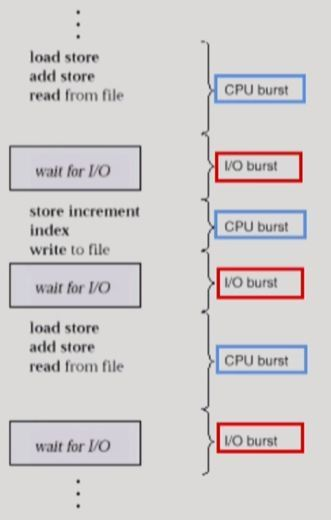 load store
add store
read from file
CPU burst
wait for I/O
I/O burst
store increment
index
write to file
CPU burst
wait for I/O
I/O burst
load store
add store
read from file
CPU burst
wait for I/O
I/O burst